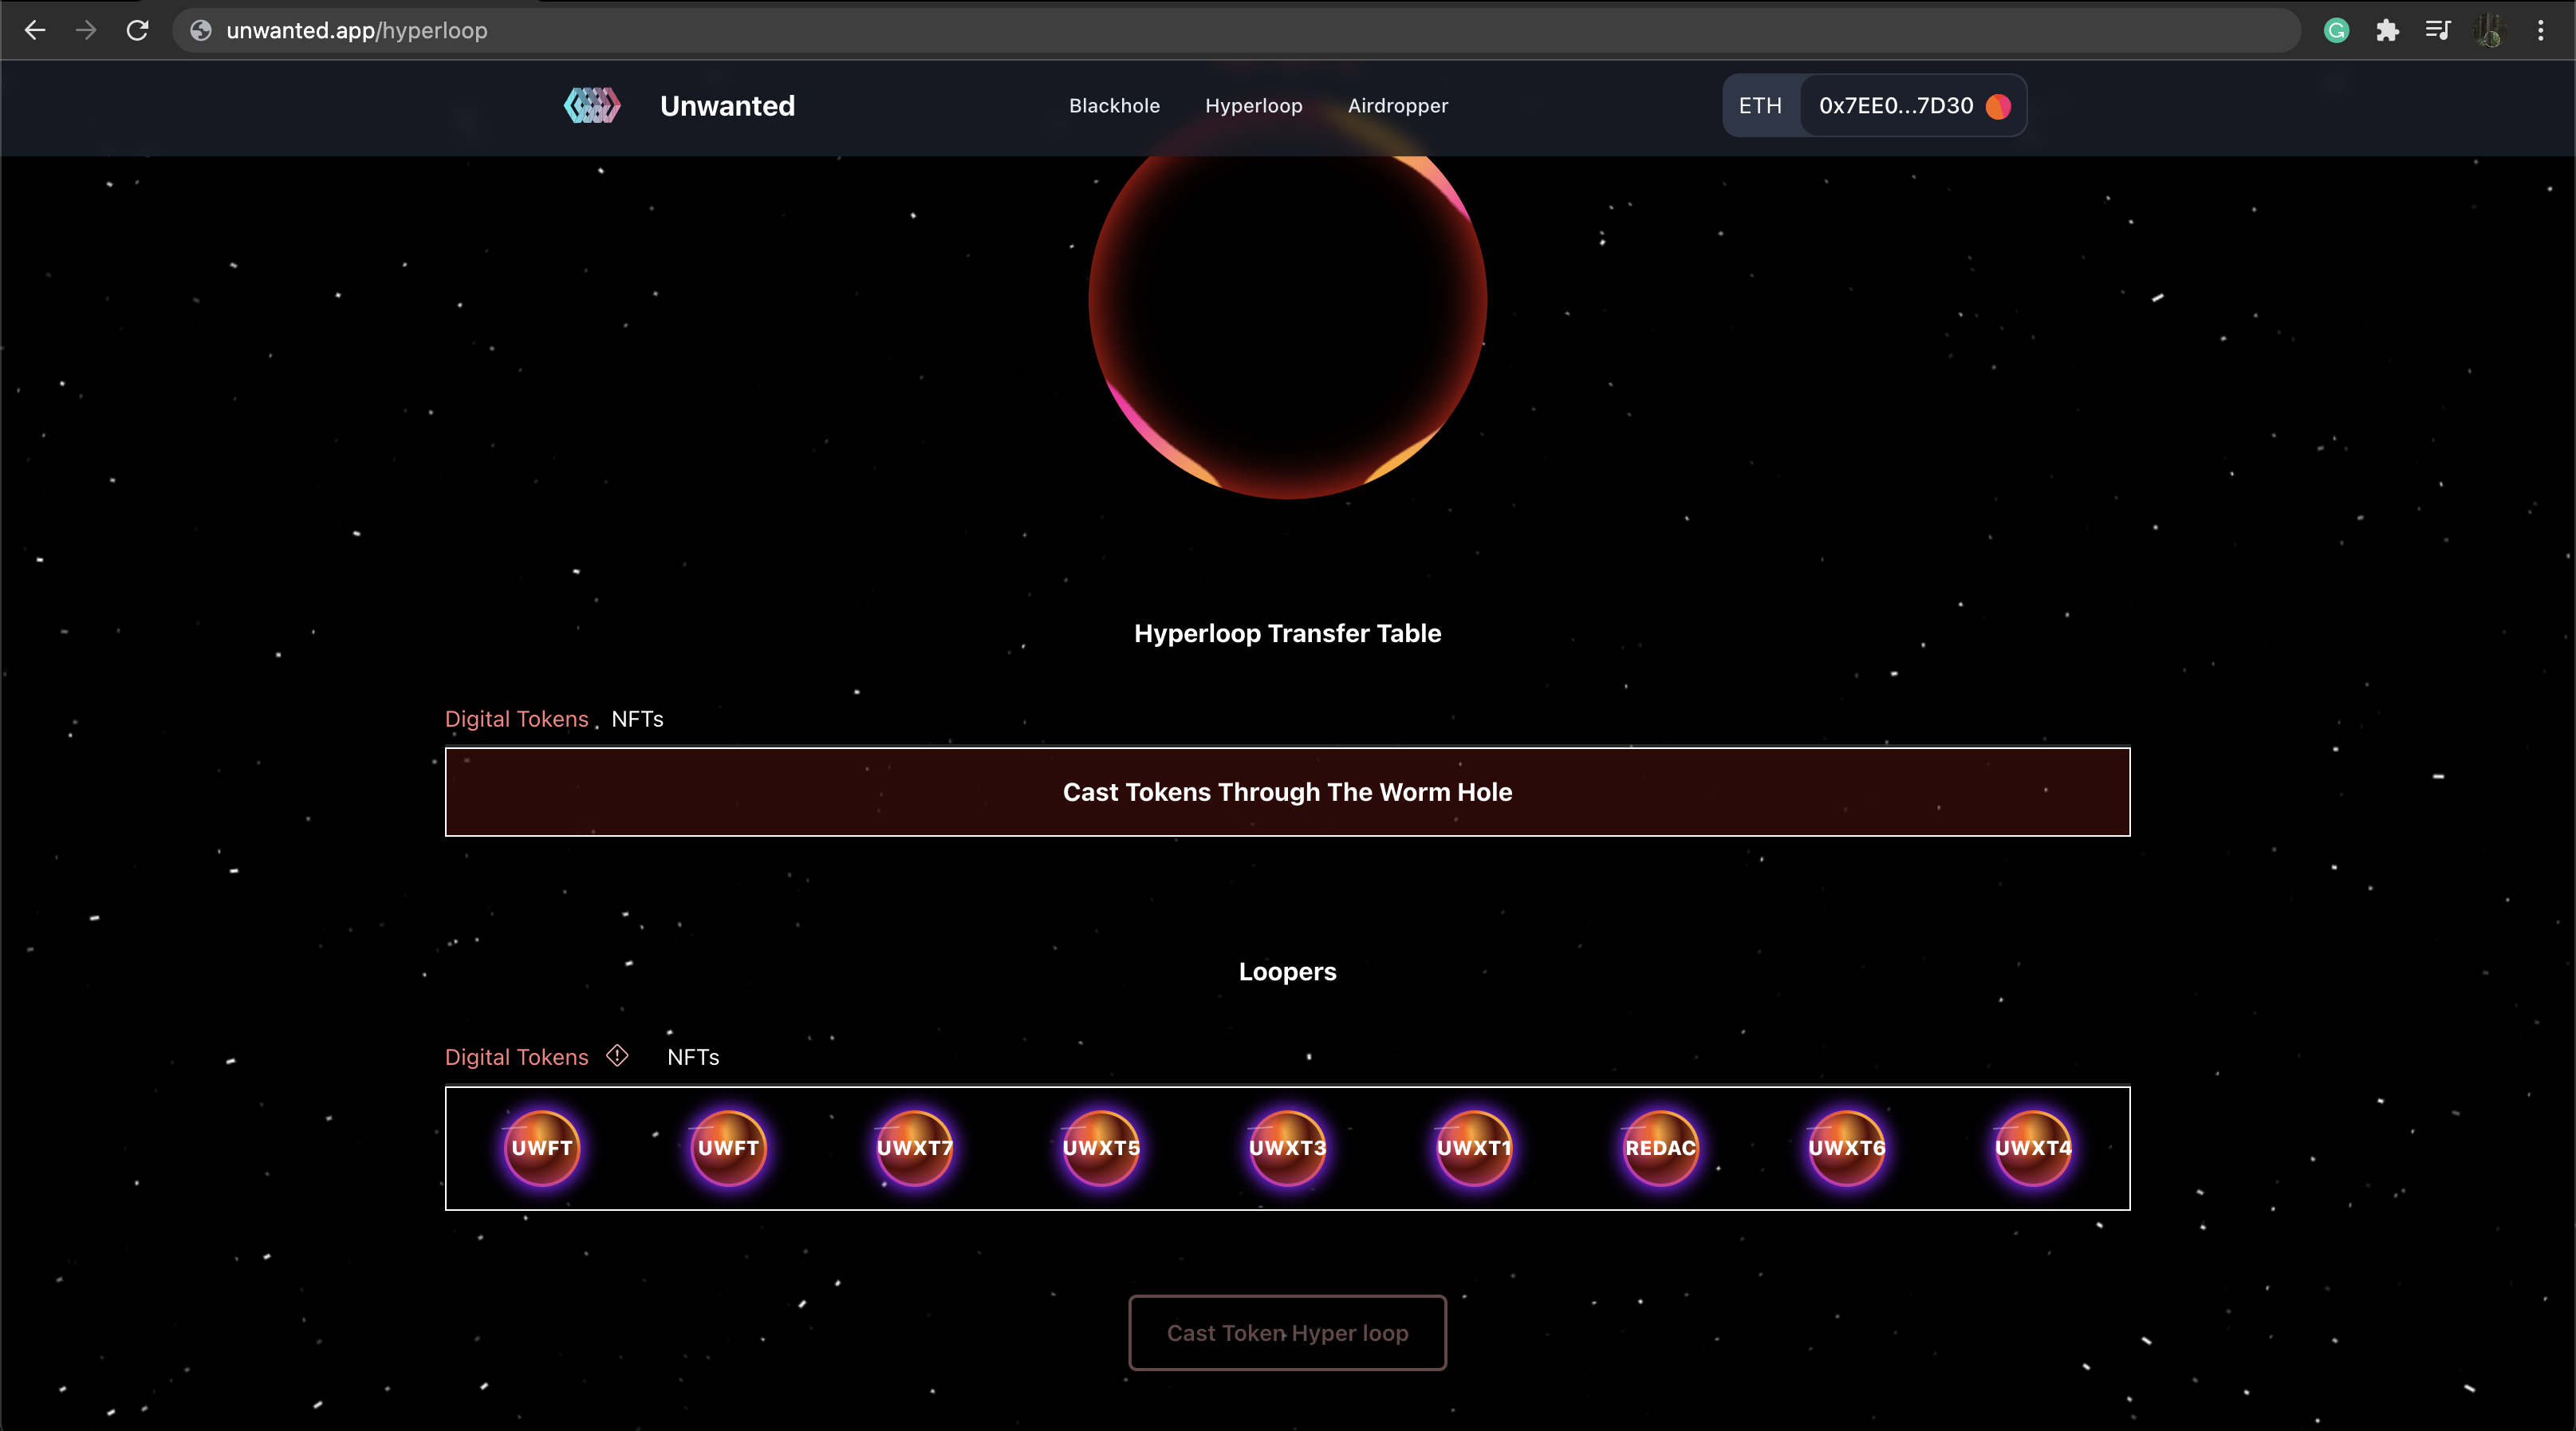 unwanted.app/hyperloop
Unwanted
Blackhole Hyperloop Airdropper
ETH 0x7EE0...7D30
Hyperloop Transfer Table
Digital Tokens NFTs
Cast Tokens Through The Worm Hole
Loopers
Digital Tokens NFTs
UWFT UWFT UWXT7 UWXT5 UWXT3 UWXT1 REDAC UWXT6 UWXT4
Cast Token Hyper loop